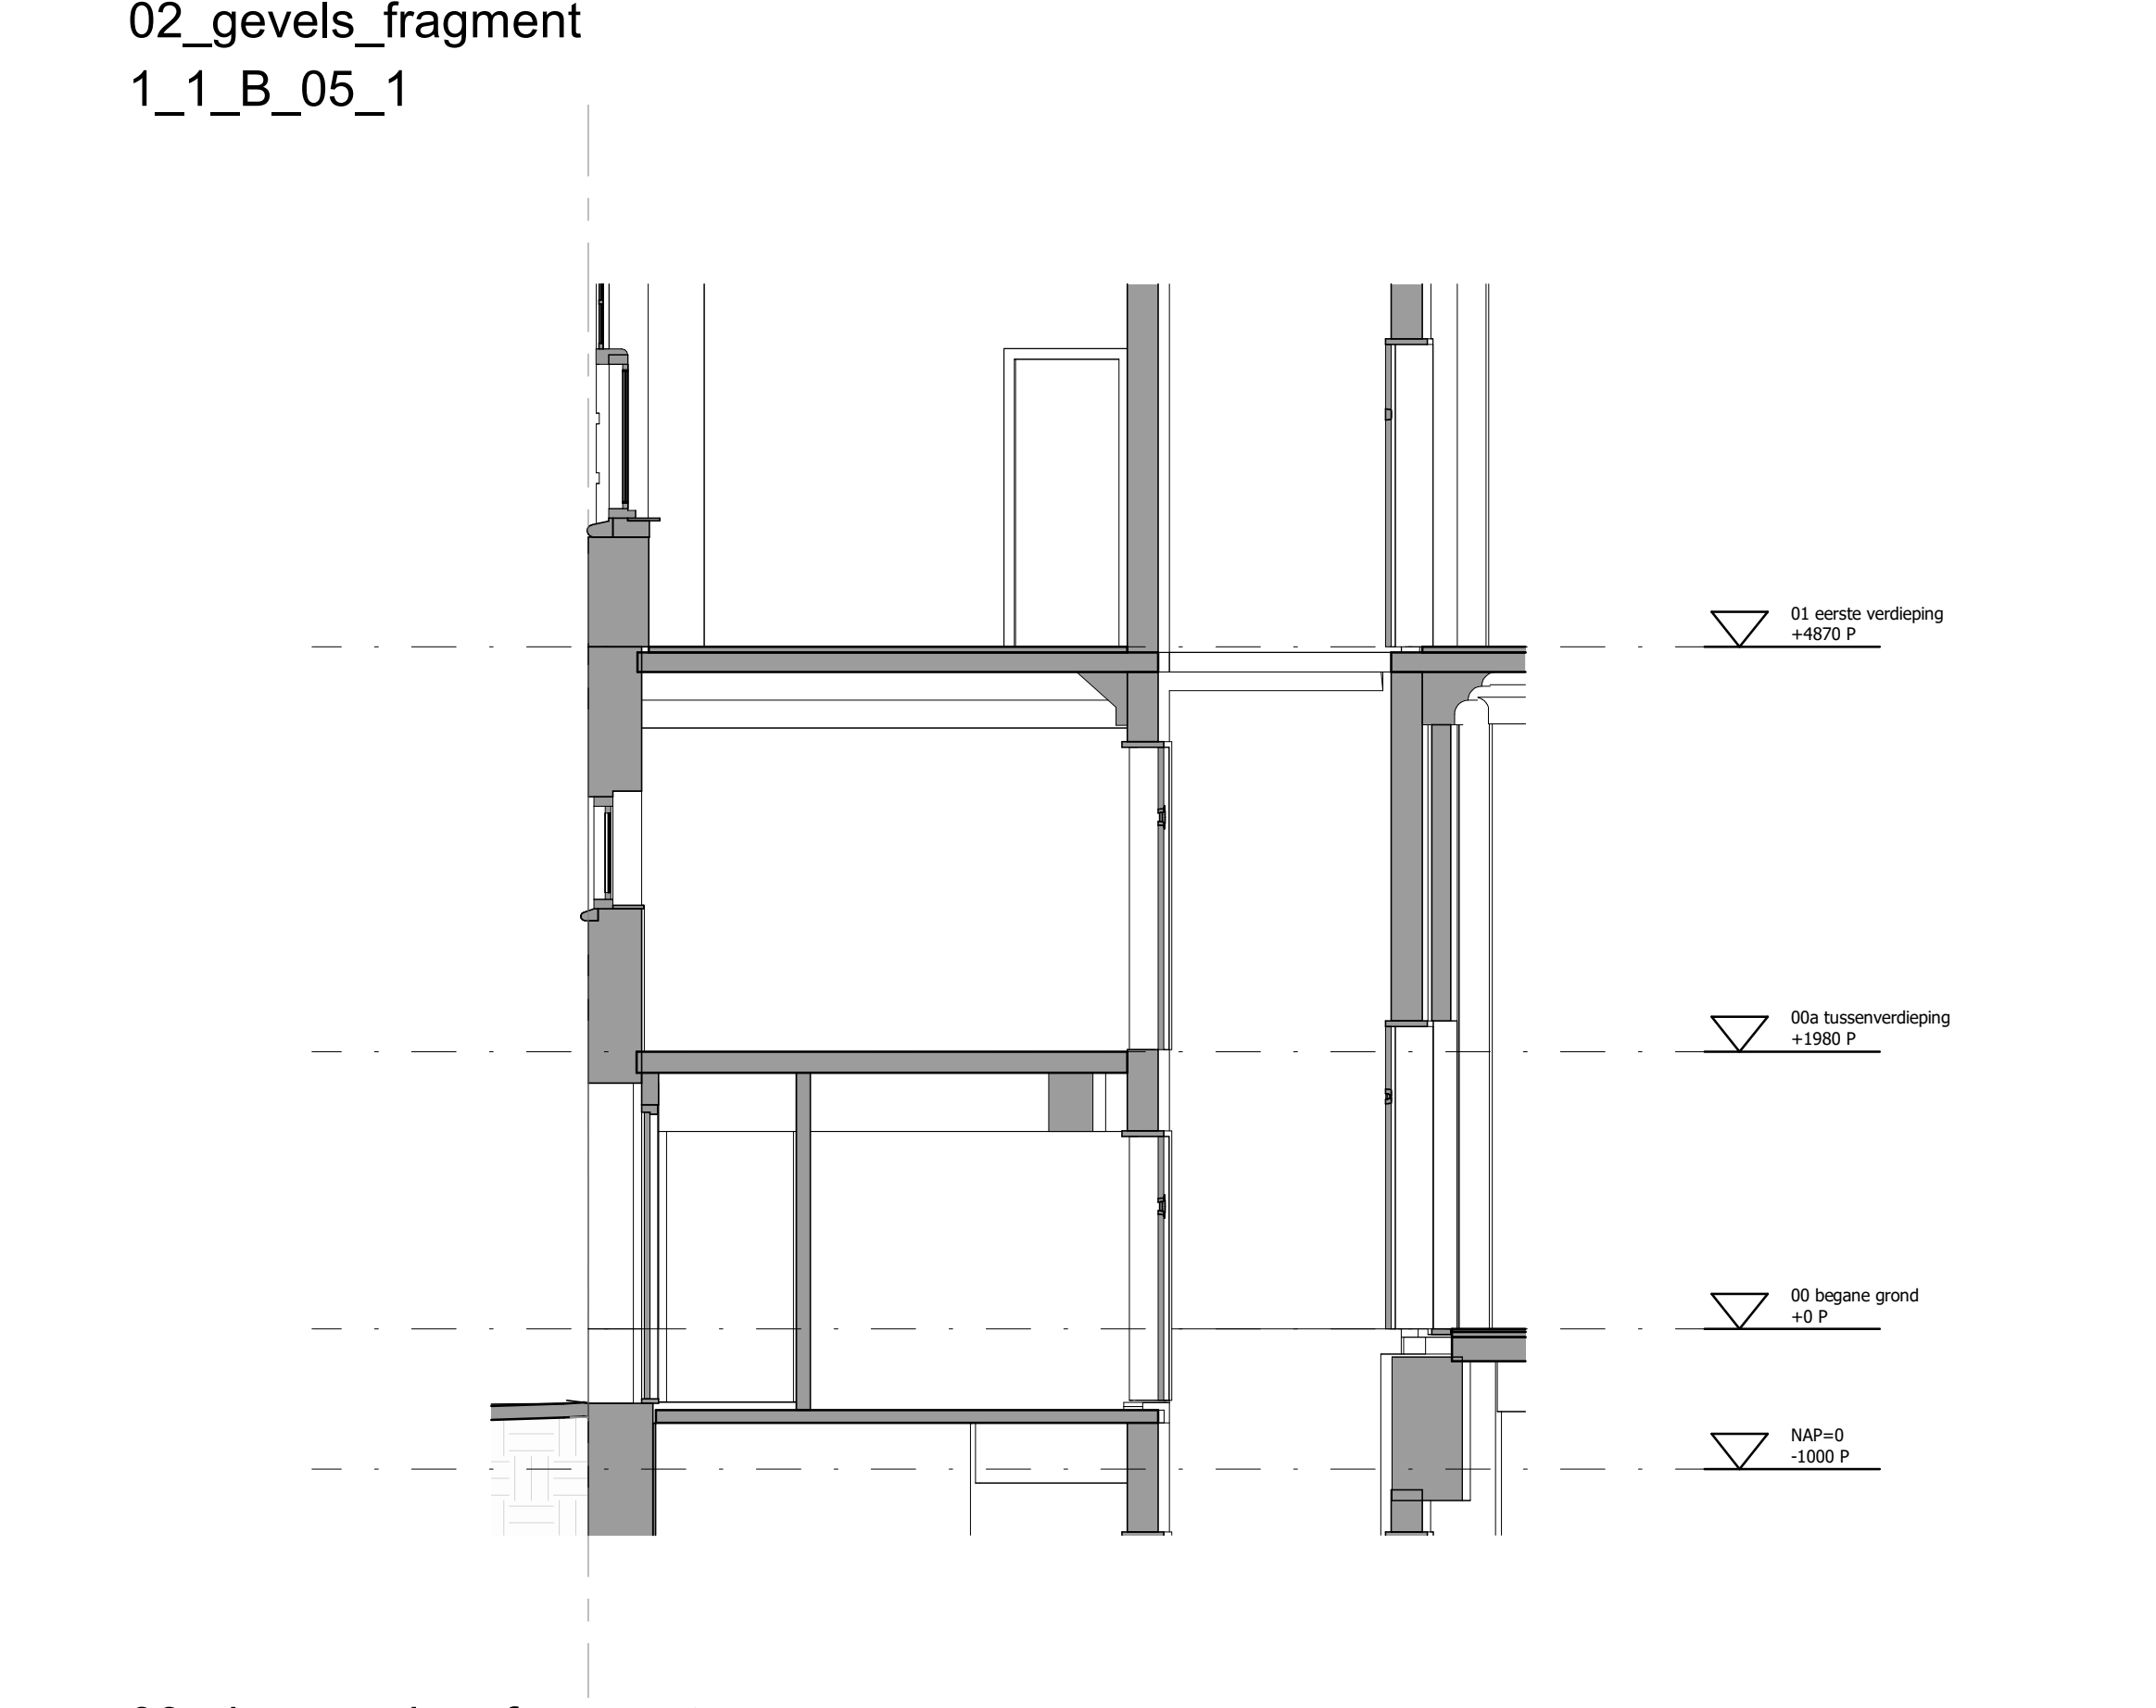 02_gevels_fragment
1_1_B_05_1
01 eerste verdieping
+4870 P
00a tussenverdieping
+1980 P
00 begane grond
+0 P
NAP=0
-1000 P